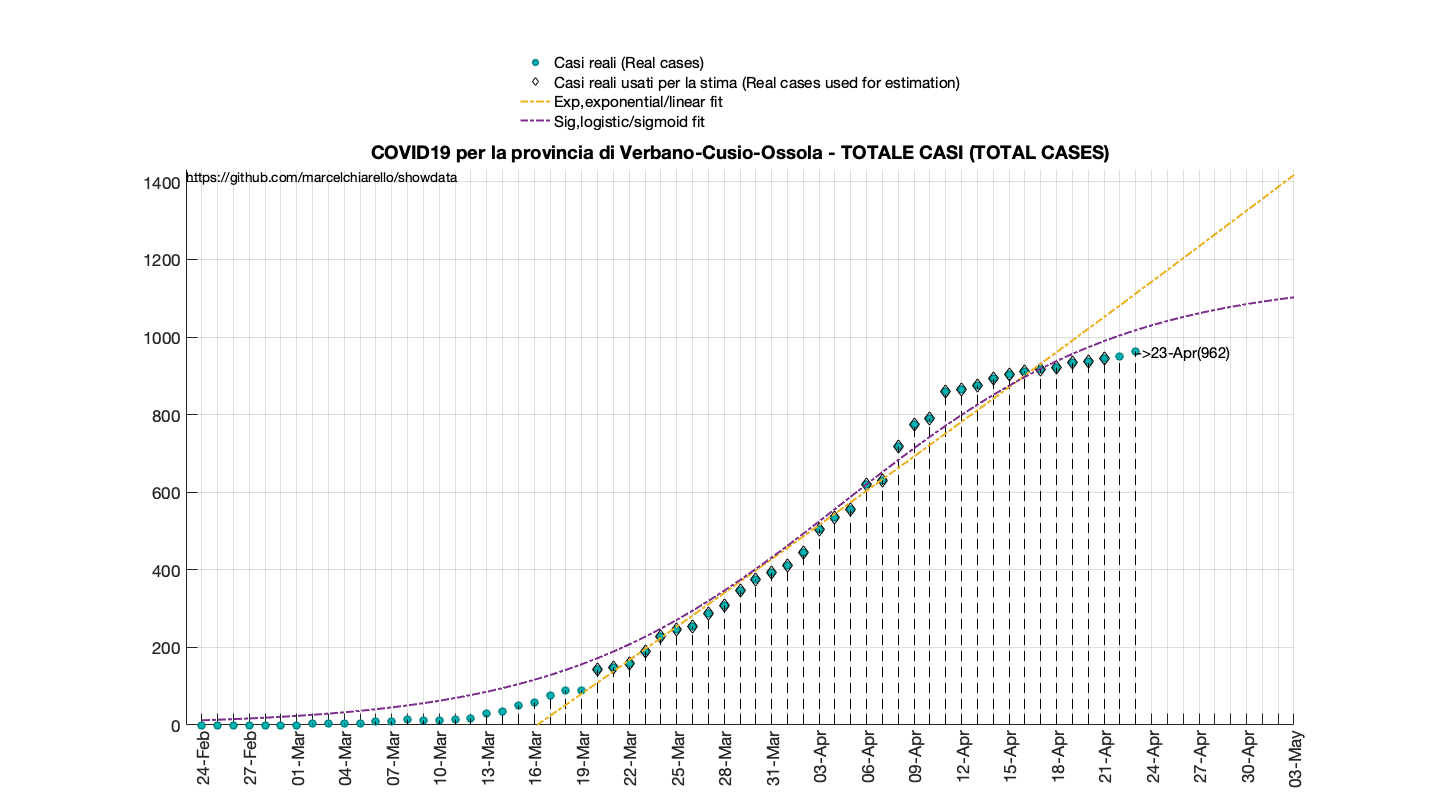 Casi reali (Real cases)
Casi reali usati per la stima (Real cases used for estimation)
Exp,exponential/linear fit
Sig,logistic/sigmoid fit
COVID19 per la provincia di Verbano-Cusio-Ossola - TOTALE CASI (TOTAL CASES)
https://github.com/marcelchiarello/showdata
1400
1200
1000
800
600
400
200
0
->23-Apr(962)
24-Feb
27-Feb
01-Mar
04-Mar
07-Mar
10-Mar
13-Mar
16-Mar
19-Mar
22-Mar
25-Mar
28-Mar
31-Mar
03-Apr
06-Apr
09-Apr
12-Apr
15-Apr
18-Apr
21-Apr
24-Apr
27-Apr
30-Apr
03-May